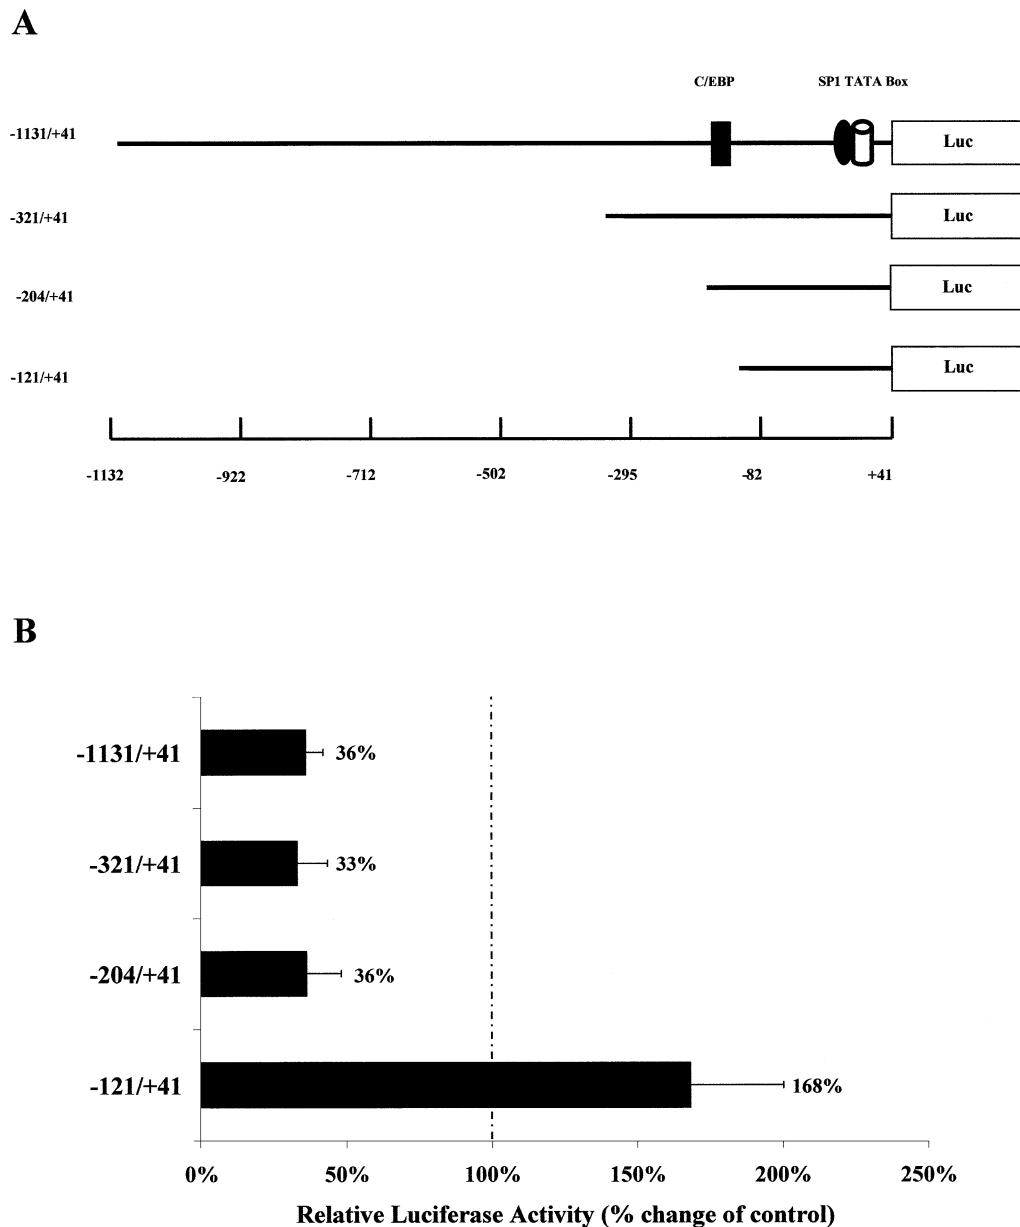 A
C/EBP SP1 TATA Box
-1131/+41 Luc
-321/+41 Luc
-204/+41 Luc
-121/+41 Luc
-1132 -922 -712 -502 -295 -82 +41
B
-1131/+41 36%
-321/+41 33%
-204/+41 36%
-121/+41 168%
0% 50% 100% 150% 200% 250%
Relative Luciferase Activity (% change of control)